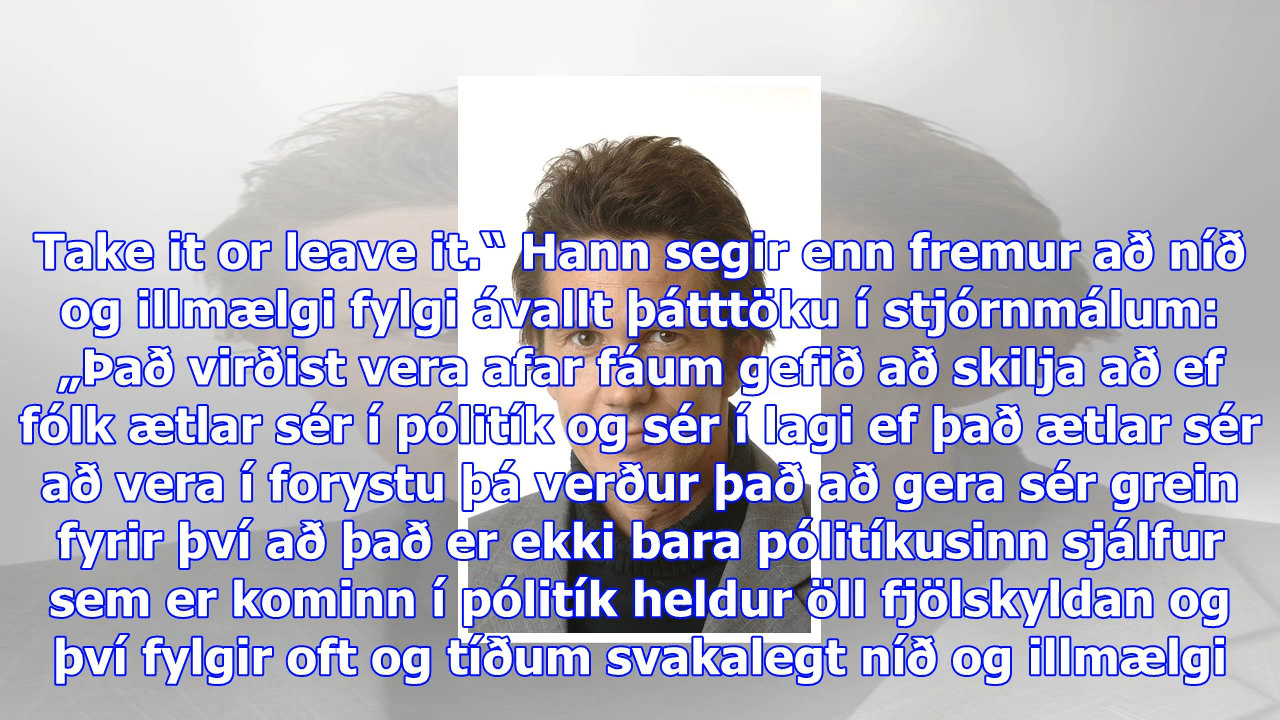 Take it or leave it.“ Hann segir enn fremur að níð
og illmælgi fylgi ávallt þátttöku í stjórnmálum:
„Það virðist vera afar fáum gefið að skilja að ef
fólk ætlar sér í pólitík og sér í lagi ef það ætlar sér
að vera í forystu þá verður það að gera sér grein
fyrir því að það er ekki bara pólitíkusinn sjálfur
sem er kominn í pólitík heldur öll fjölskyldan og
því fylgir oft og tíðum svakalegt níð og illmælgi